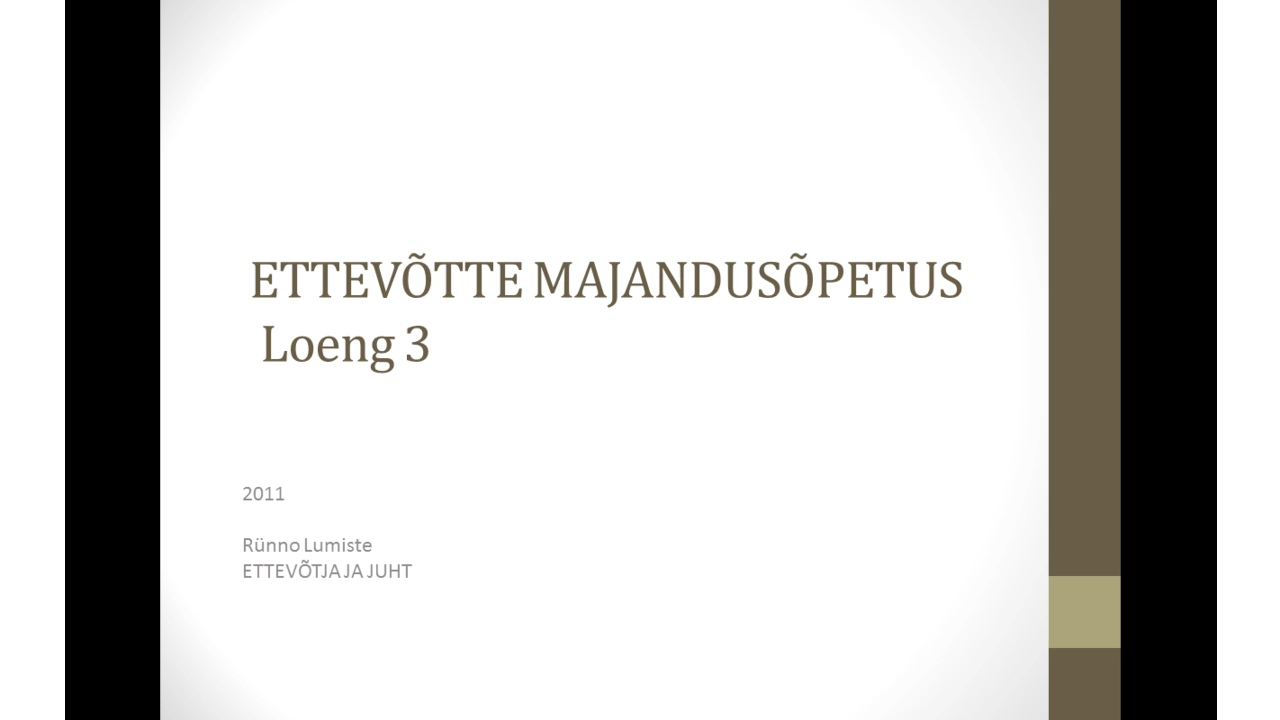 ETTEVÕTTE MAJANDUSÕPETUS
Loeng 3
2011
Rünno Lumiste
ETTEVÕTJA JA JUHT